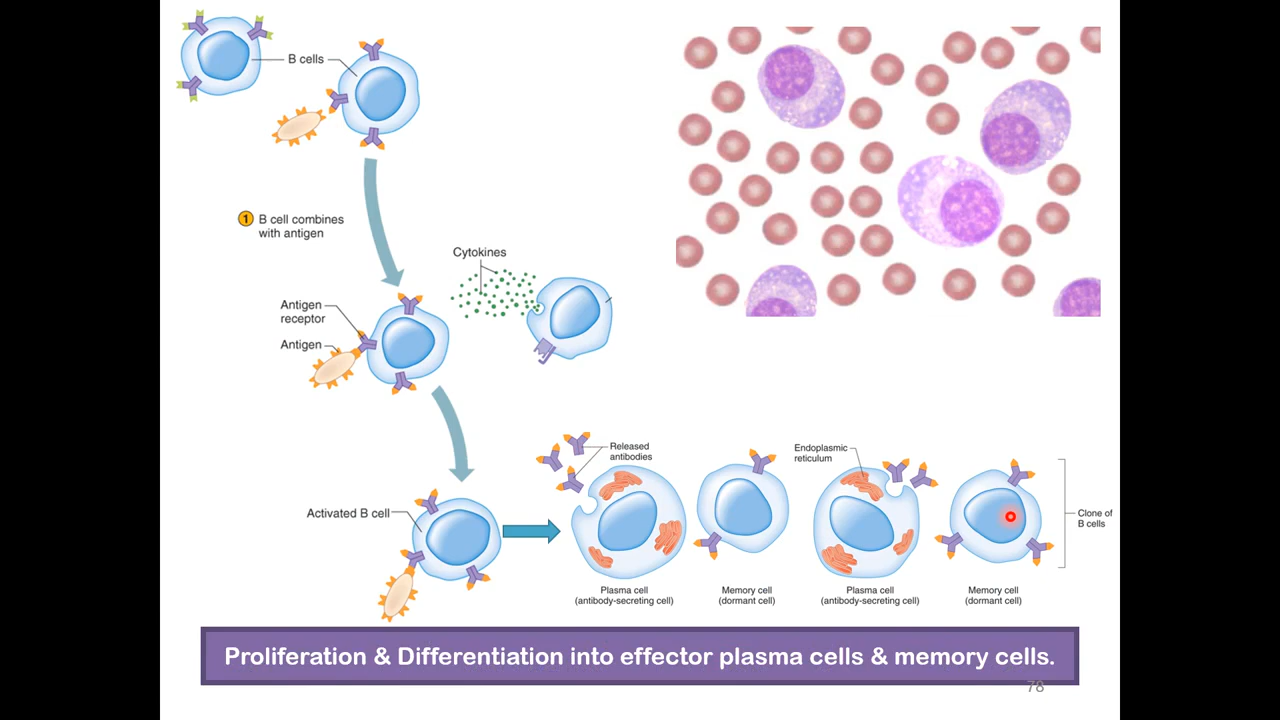 B cells
1 B cell combines
with antigen
Cytokines
Antigen
receptor
Antigen
Activated B cell
Released
antibodies
Endoplasmic
reticulum
Clone of
B cells
Plasma cell
(antibody-secreting cell)
Memory cell
(dormant cell)
Plasma cell
(antibody-secreting cell)
Memory cell
(dormant cell)
Proliferation & Differentiation into effector plasma cells & memory cells.
78